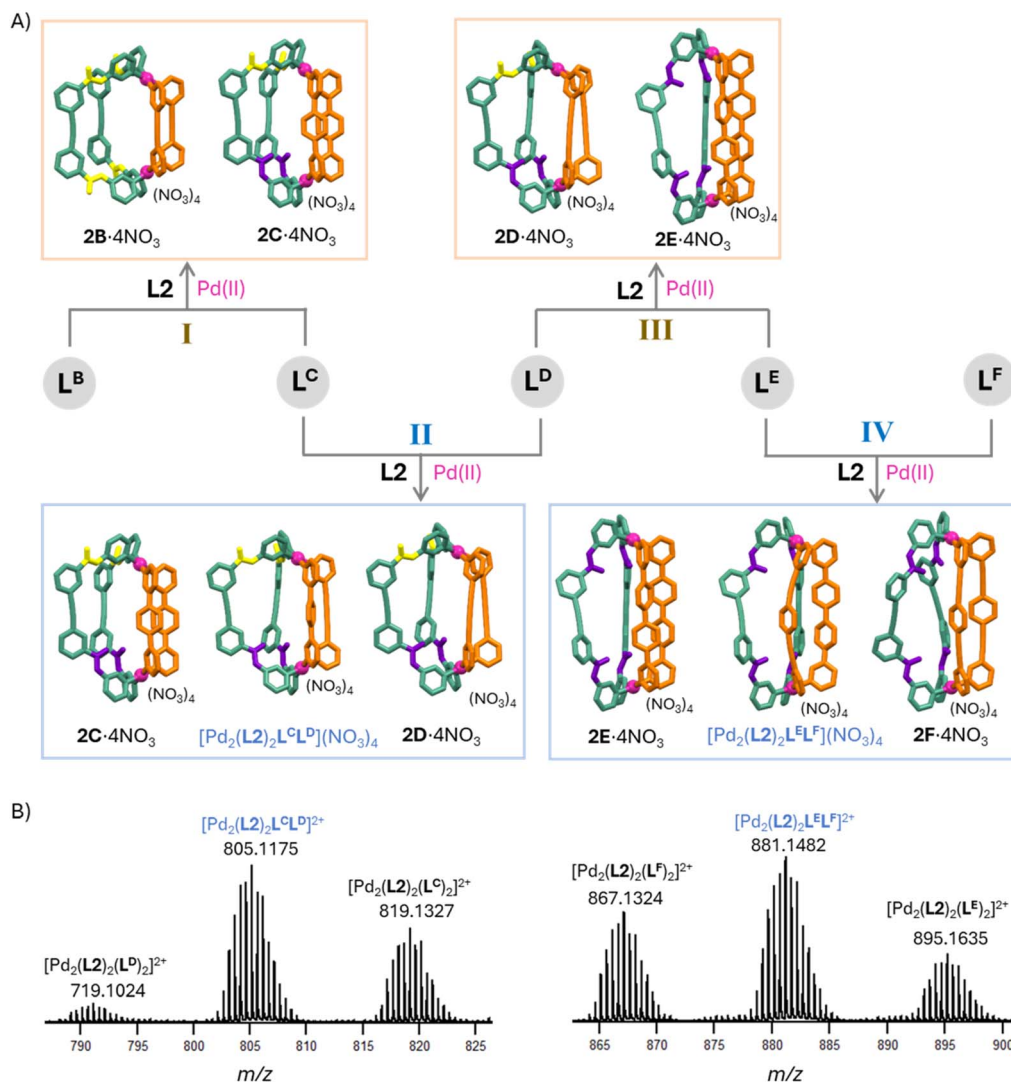 A)
(NO₃)₄ (NO₃)₄ (NO₃)₄ (NO₃)₄
2B·4NO₃ 2C·4NO₃ 2D·4NO₃ 2E·4NO₃
L2 Pd(II) L2 Pd(II)
I III
Lᴮ Lᶜ Lᴰ Lᴱ Lᶠ
II IV
L2 Pd(II) L2 Pd(II)
(NO₃)₄ (NO₃)₄ (NO₃)₄ (NO₃)₄ (NO₃)₄ (NO₃)₄
2C·4NO₃ [Pd₂(L2)₂LᶜLᴰ](NO₃)₄ 2D·4NO₃ 2E·4NO₃ [Pd₂(L2)₂LᴱLᶠ](NO₃)₄ 2F·4NO₃
B)
[Pd₂(L2)₂LᶜLᴰ]²⁺
805.1175
[Pd₂(L2)₂(Lᶜ)₂]²⁺
819.1327
[Pd₂(L2)₂(Lᴰ)₂]²⁺
719.1024
790 795 800 805 810 815 820 825
m/z
[Pd₂(L2)₂LᴱLᶠ]²⁺
881.1482
[Pd₂(L2)₂(Lᶠ)₂]²⁺
867.1324
[Pd₂(L2)₂(Lᴱ)₂]²⁺
895.1635
865 870 875 880 885 890 895 900
m/z